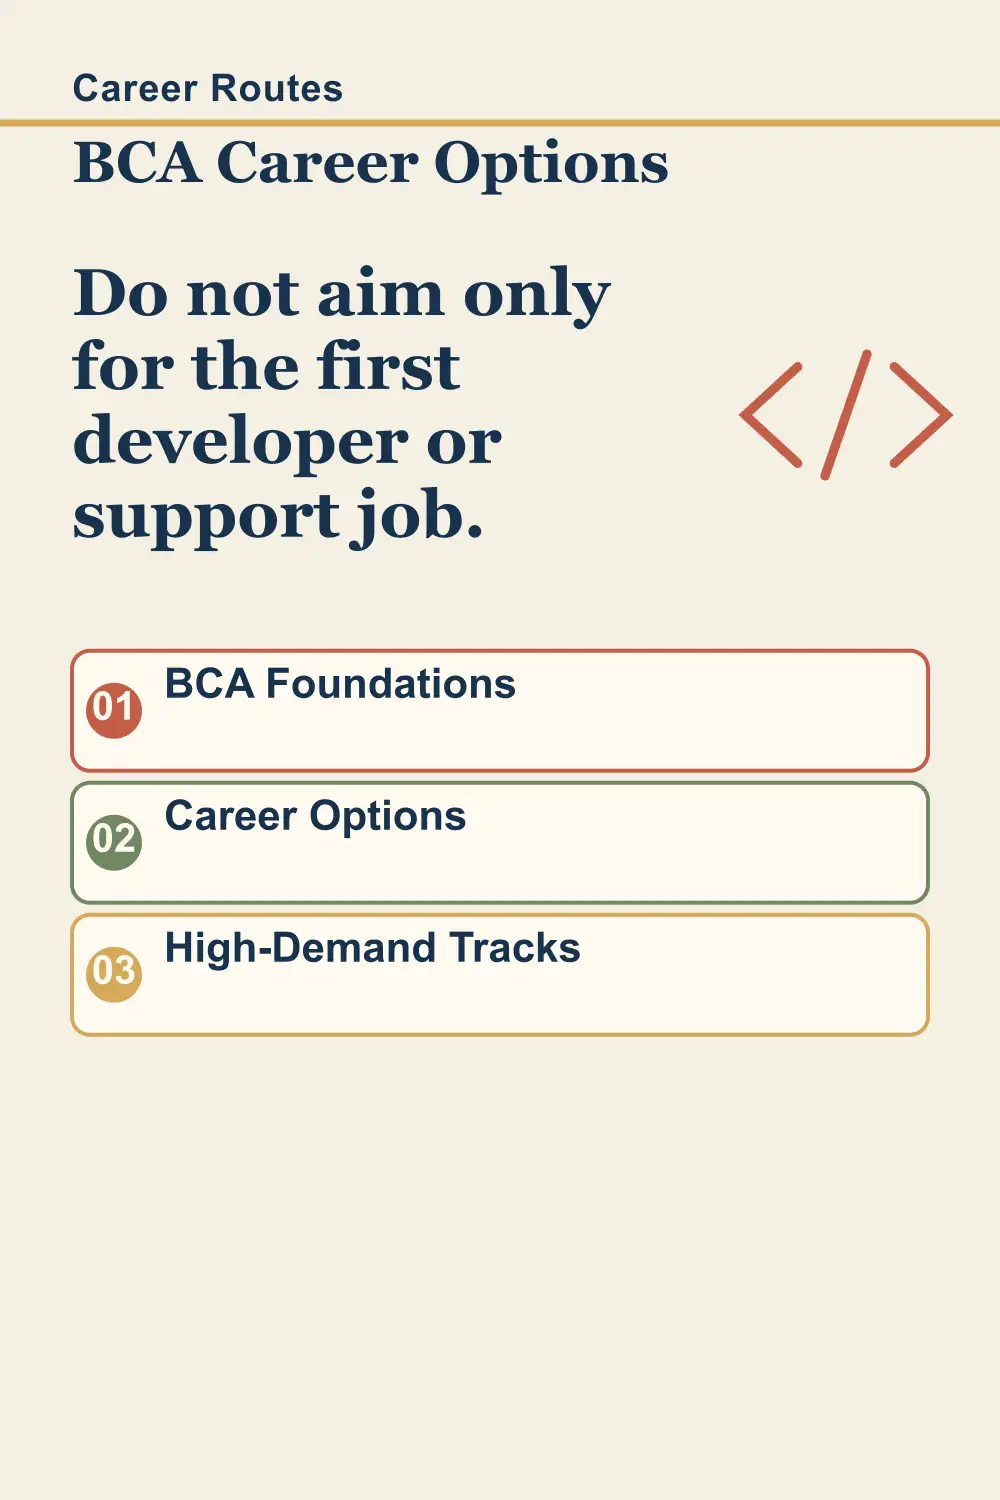 Career Routes
BCA Career Options
Do not aim only
for the first
developer or
support job.
01 BCA Foundations
02 Career Options
03 High-Demand Tracks